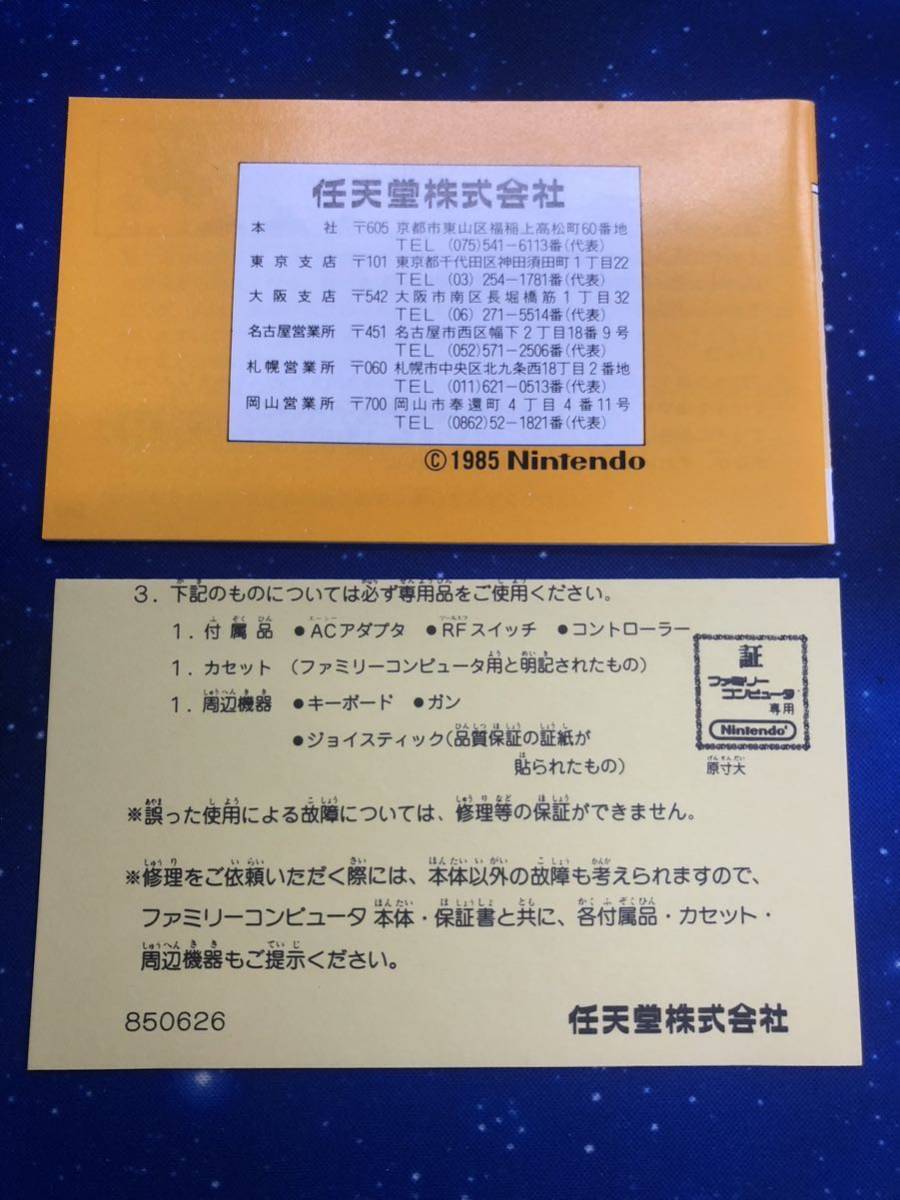 任天堂株式会社
本社 〒605 京都市東山区福稲上高松町60番地
TEL (075)541-6113番(代表)
東京支店 〒101 東京都千代田区神田須田町1丁目22
TEL (03) 254-1781番(代表)
大阪支店 〒542 大阪市南区長堀橋筋1丁目32
TEL (06) 271-5514番(代表)
名古屋営業所 〒451 名古屋市西区幅下2丁目18番9号
TEL (052)571-2506番(代表)
札幌営業所 〒060 札幌市中央区北九条西18丁目2番地
TEL (011)621-0513番(代表)
岡山営業所 〒700 岡山市奉還町4丁目4番11号
TEL (0862)52-1821番(代表)
©1985 Nintendo
3. 下記のものについては必ず専用品をご使用ください。
1. 付属品 ●ACアダプタ ●RFスイッチ ●コントローラー
1. カセット (ファミリーコンピュータ用と明記されたもの)
1. 周辺機器 ●キーボード ●ガン
●ジョイスティック(品質保証の証紙が
貼られたもの)
証
ファミリー
コンピュータ
専用
Nintendo
原寸大
※誤った使用による故障については、修理等の保証ができません。
※修理をご依頼いただく際には、本体以外の故障も考えられますので、
ファミリーコンピュータ本体・保証書と共に、各付属品・カセット・
周辺機器もご提示ください。
850626
任天堂株式会社